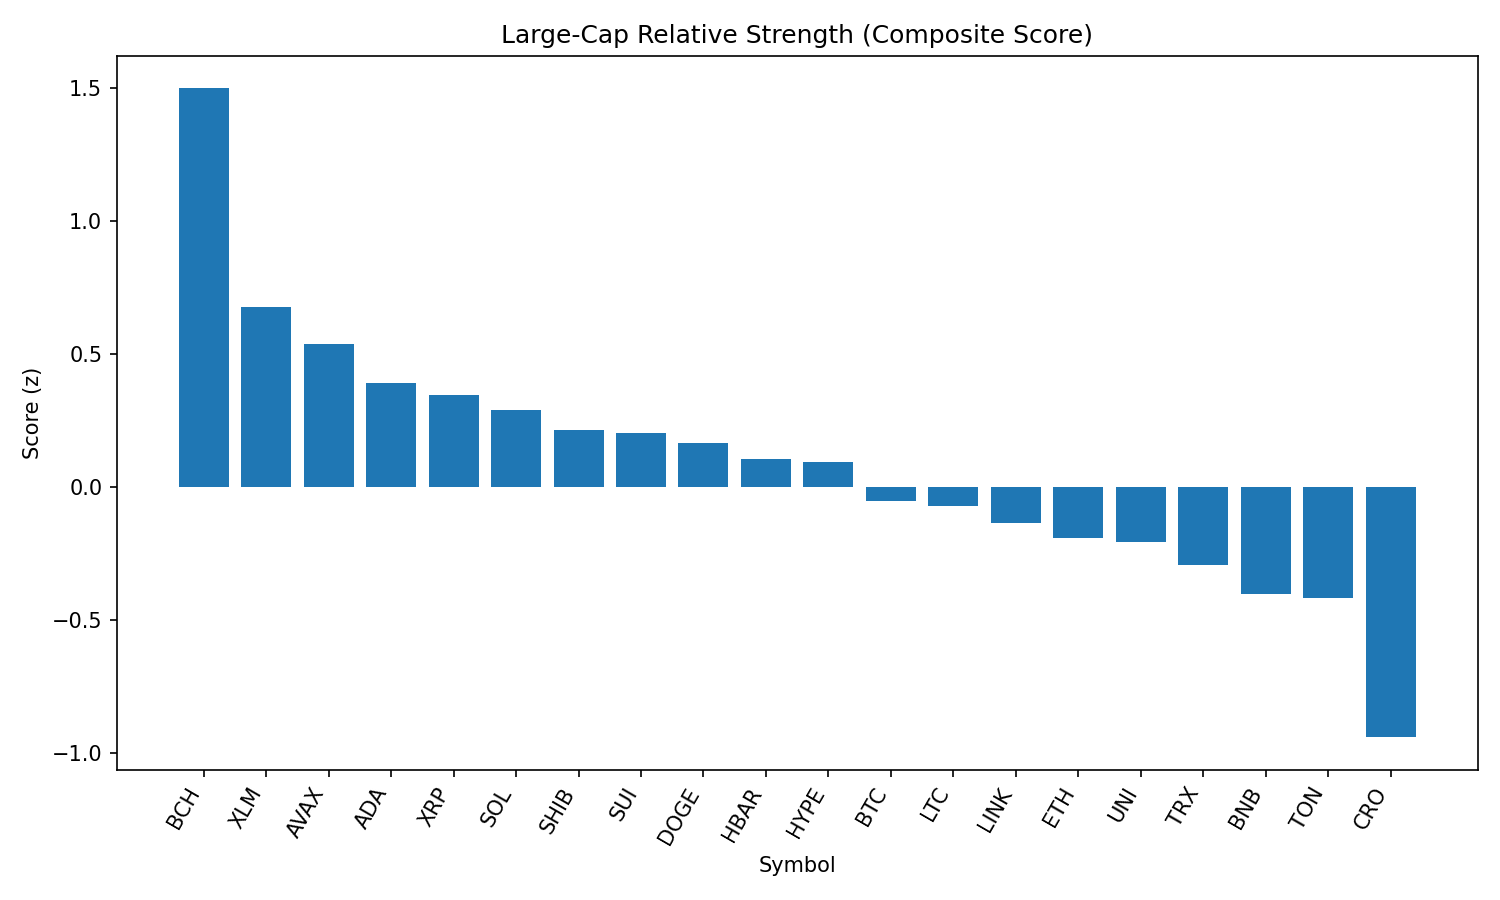 Large-Cap Relative Strength (Composite Score)
Score (z)
1.5
1.0
0.5
0.0
−0.5
−1.0
BCH
XLM
AVAX
ADA
XRP
SOL
SHIB
SUI
DOGE
HBAR
HYPE
BTC
LTC
LINK
ETH
UNI
TRX
BNB
TON
CRO
Symbol